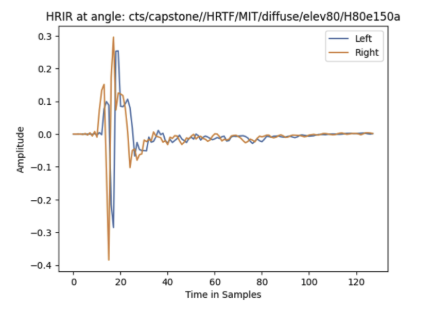 HRIR at angle: cts/capstone//HRTF/MIT/diffuse/elev80/H80e150a
Left
Right
0.3
0.2
0.1
0.0
−0.1
−0.2
−0.3
−0.4
Amplitude
0 20 40 60 80 100 120
Time in Samples